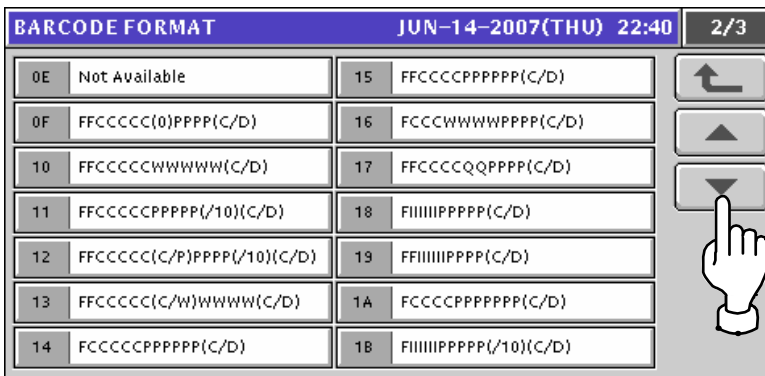 BARCODE FORMAT JUN-14-2007(THU) 22:40 2/3
0E Not Available
0F FFCCCCC(0)PPPP(C/D)
10 FFCCCCCWWWWW(C/D)
11 FFCCCCCPPPPP(/10)(C/D)
12 FFCCCCC(C/P)PPPP(/10)(C/D)
13 FFCCCCC(C/W)WWWW(C/D)
14 FCCCCCPPPPPP(C/D)
15 FFCCCCPPPPPP(C/D)
16 FCCCWWWWPPPP(C/D)
17 FFCCCCQQPPPP(C/D)
18 FIIIIIIPPPPP(C/D)
19 FFIIIIIIPPPP(C/D)
1A FCCCCPPPPPPP(C/D)
1B FIIIIIIPPPPP(/10)(C/D)